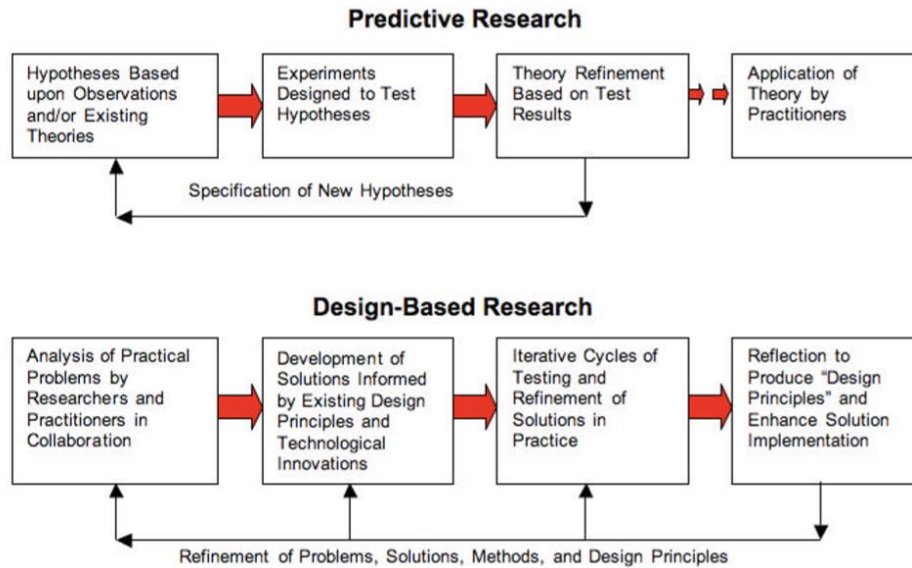 Predictive Research
Hypotheses Based
upon Observations
and/or Existing
Theories
Experiments
Designed to Test
Hypotheses
Theory Refinement
Based on Test
Results
Application of
Theory by
Practitioners
Specification of New Hypotheses
Design-Based Research
Analysis of Practical
Problems by
Researchers and
Practitioners in
Collaboration
Development of
Solutions Informed
by Existing Design
Principles and
Technological
Innovations
Iterative Cycles of
Testing and
Refinement of
Solutions in
Practice
Reflection to
Produce “Design
Principles” and
Enhance Solution
Implementation
Refinement of Problems, Solutions, Methods, and Design Principles